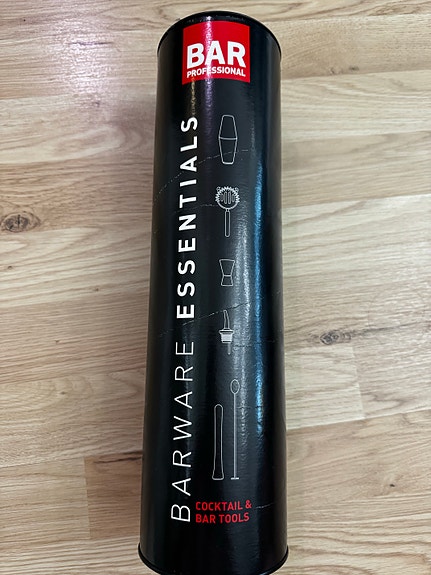 BAR
PROFESSIONAL
BARWARE ESSENTIALS
COCKTAIL &
BAR TOOLS